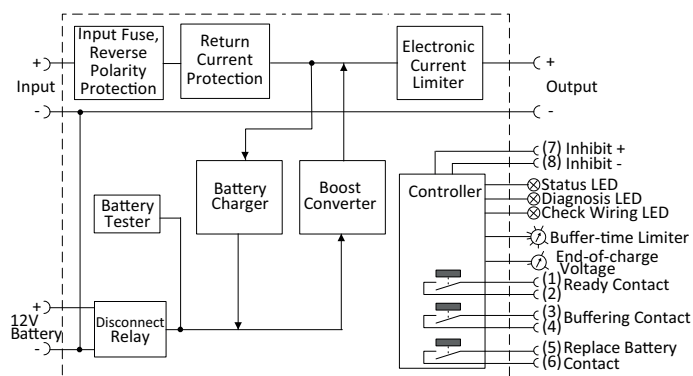 Input Fuse,
Reverse
Polarity
Protection
Return
Current
Protection
Electronic
Current
Limiter
+
Input
-
+
Output
-
Battery
Charger
Boost
Converter
Battery
Tester
Controller
(7) Inhibit +
(8) Inhibit -
Status LED
Diagnosis LED
Check Wiring LED
Buffer-time Limiter
End-of-charge
Voltage
(1) Ready Contact
(2)
(3) Buffering Contact
(4)
(5) Replace Battery
(6) Contact
+
12V
Battery
-
Disconnect
Relay